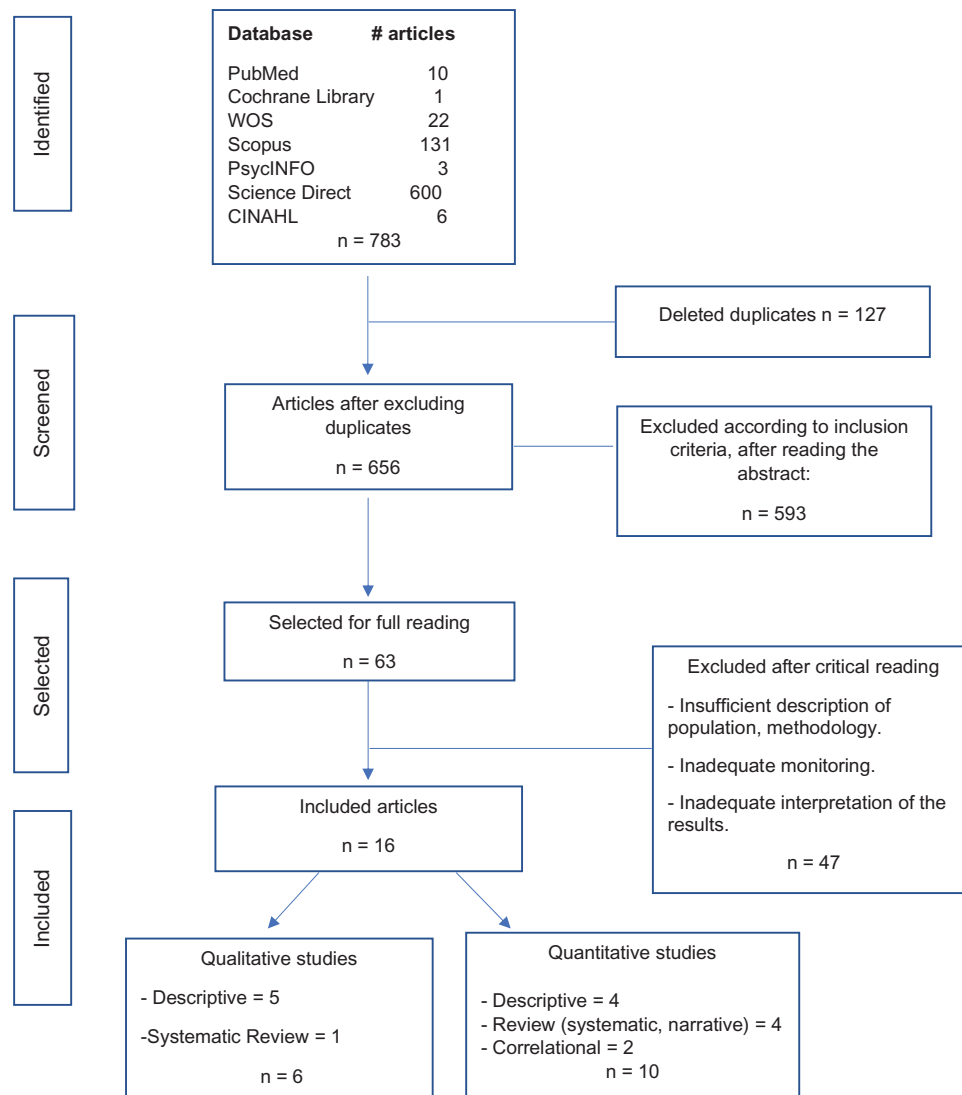 Identified
Database # articles
PubMed 10
Cochrane Library 1
WOS 22
Scopus 131
PsycINFO 3
Science Direct 600
CINAHL 6
n = 783
Deleted duplicates n = 127
Screened
Articles after excluding
duplicates
n = 656
Excluded according to inclusion
criteria, after reading the
abstract:
n = 593
Selected
Selected for full reading
n = 63
Excluded after critical reading
- Insufficient description of
population, methodology.
- Inadequate monitoring.
- Inadequate interpretation of the
results.
n = 47
Included
Included articles
n = 16
Qualitative studies
- Descriptive = 5
-Systematic Review = 1
n = 6
Quantitative studies
- Descriptive = 4
- Review (systematic, narrative) = 4
- Correlational = 2
n = 10